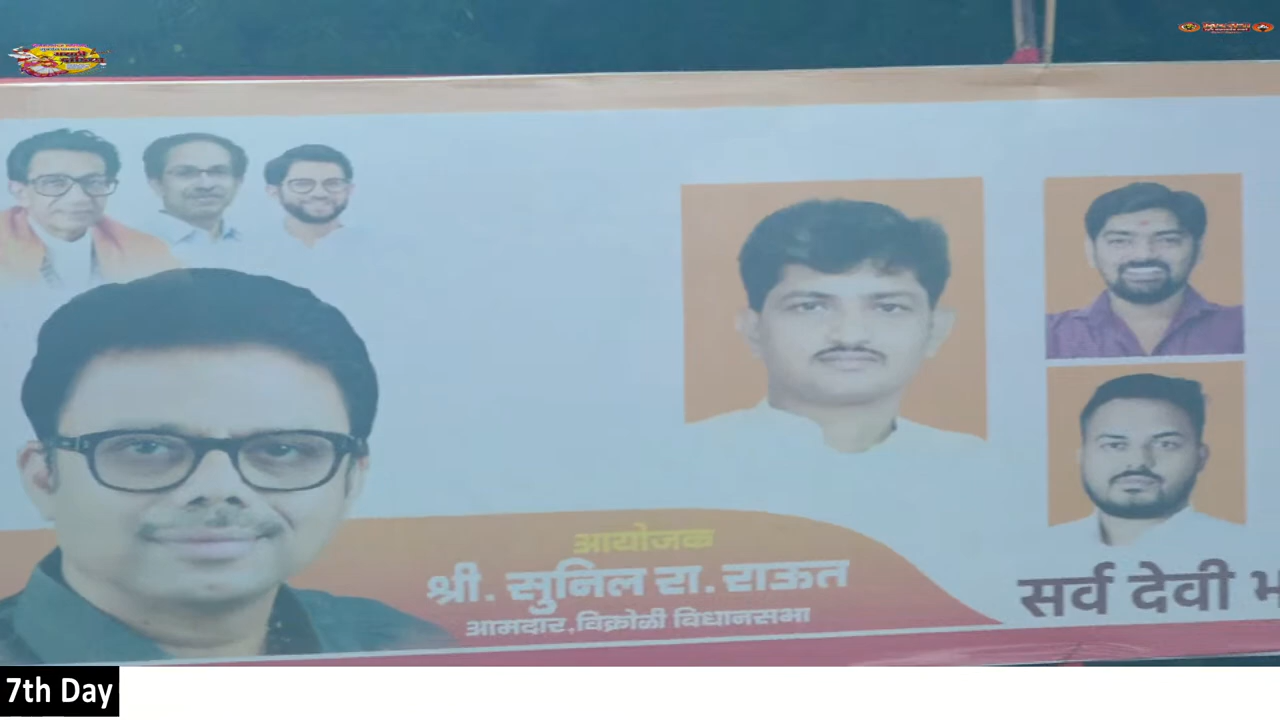 आयोजक
श्री. सुनिल रा. राऊत
आमदार, विक्रोळी विधानसभा
सर्व देवी
7th Day